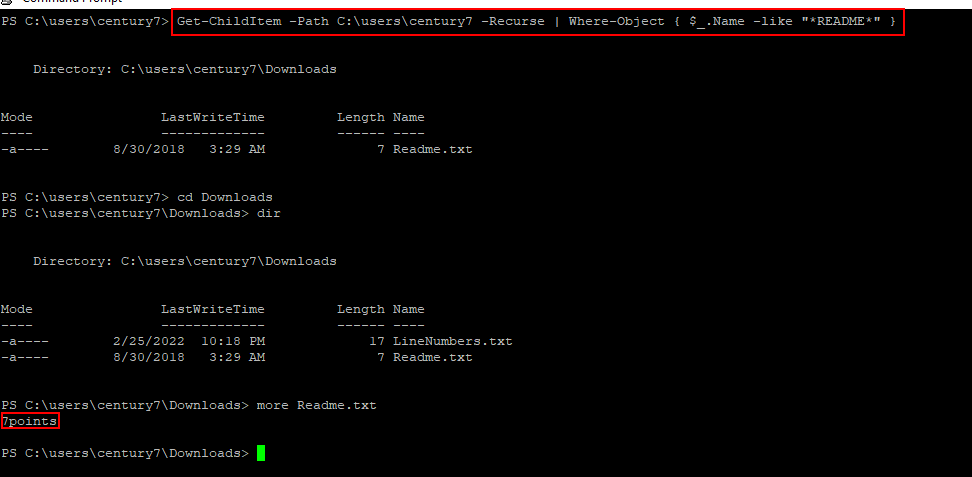 Command Prompt
PS C:\users\century7> Get-ChildItem -Path C:\users\century7 -Recurse | Where-Object { $_.Name -like "*README*" }
Directory: C:\users\century7\Downloads
Mode                LastWriteTime         Length Name
----                -------------         ------ ----
-a----        8/30/2018   3:29 AM              7 Readme.txt
PS C:\users\century7> cd Downloads
PS C:\users\century7\Downloads> dir
Directory: C:\users\century7\Downloads
Mode                LastWriteTime         Length Name
----                -------------         ------ ----
-a----        2/25/2022  10:18 PM             17 LineNumbers.txt
-a----        8/30/2018   3:29 AM              7 Readme.txt
PS C:\users\century7\Downloads> more Readme.txt
7points
PS C:\users\century7\Downloads>